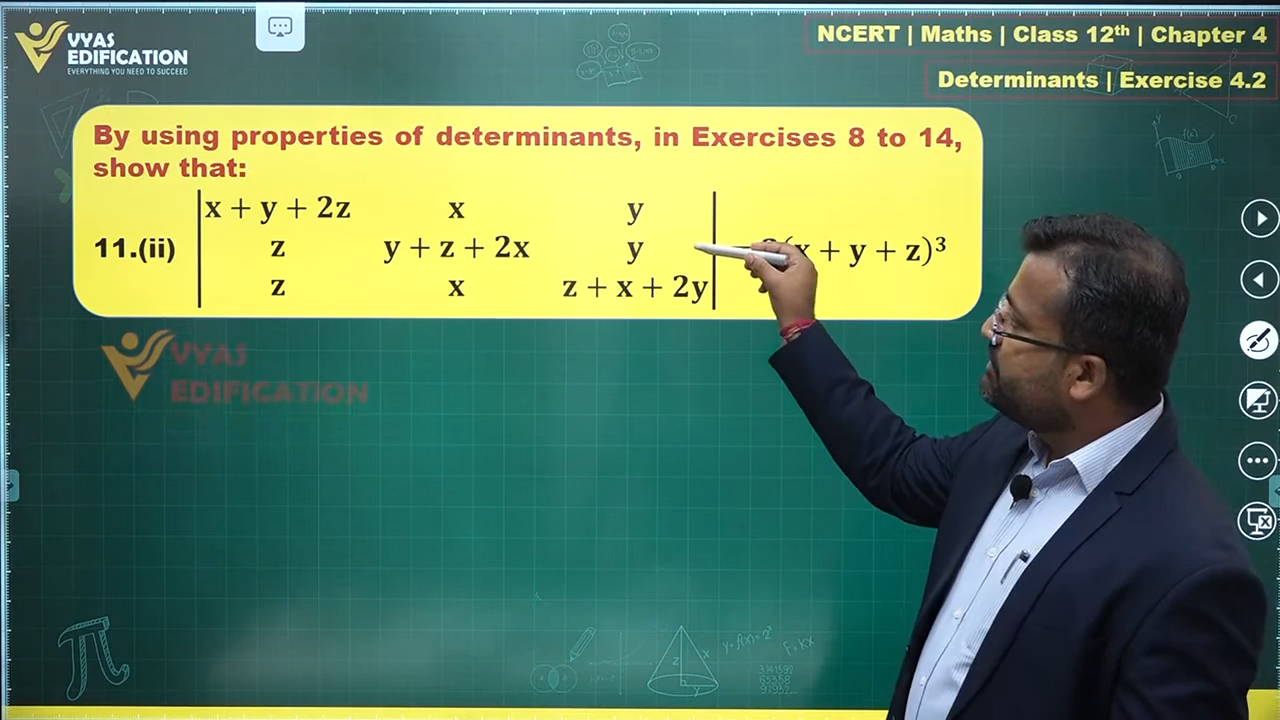 VYAS
EDIFICATION
EVERYTHING YOU NEED TO SUCCEED
NCERT | Maths | Class 12th | Chapter 4
Determinants | Exercise 4.2
By using properties of determinants, in Exercises 8 to 14,
show that:
x + y + 2z x y
11.(ii) z y + z + 2x y (x + y + z)³
z x z + x + 2y
VYAS
EDIFICATION